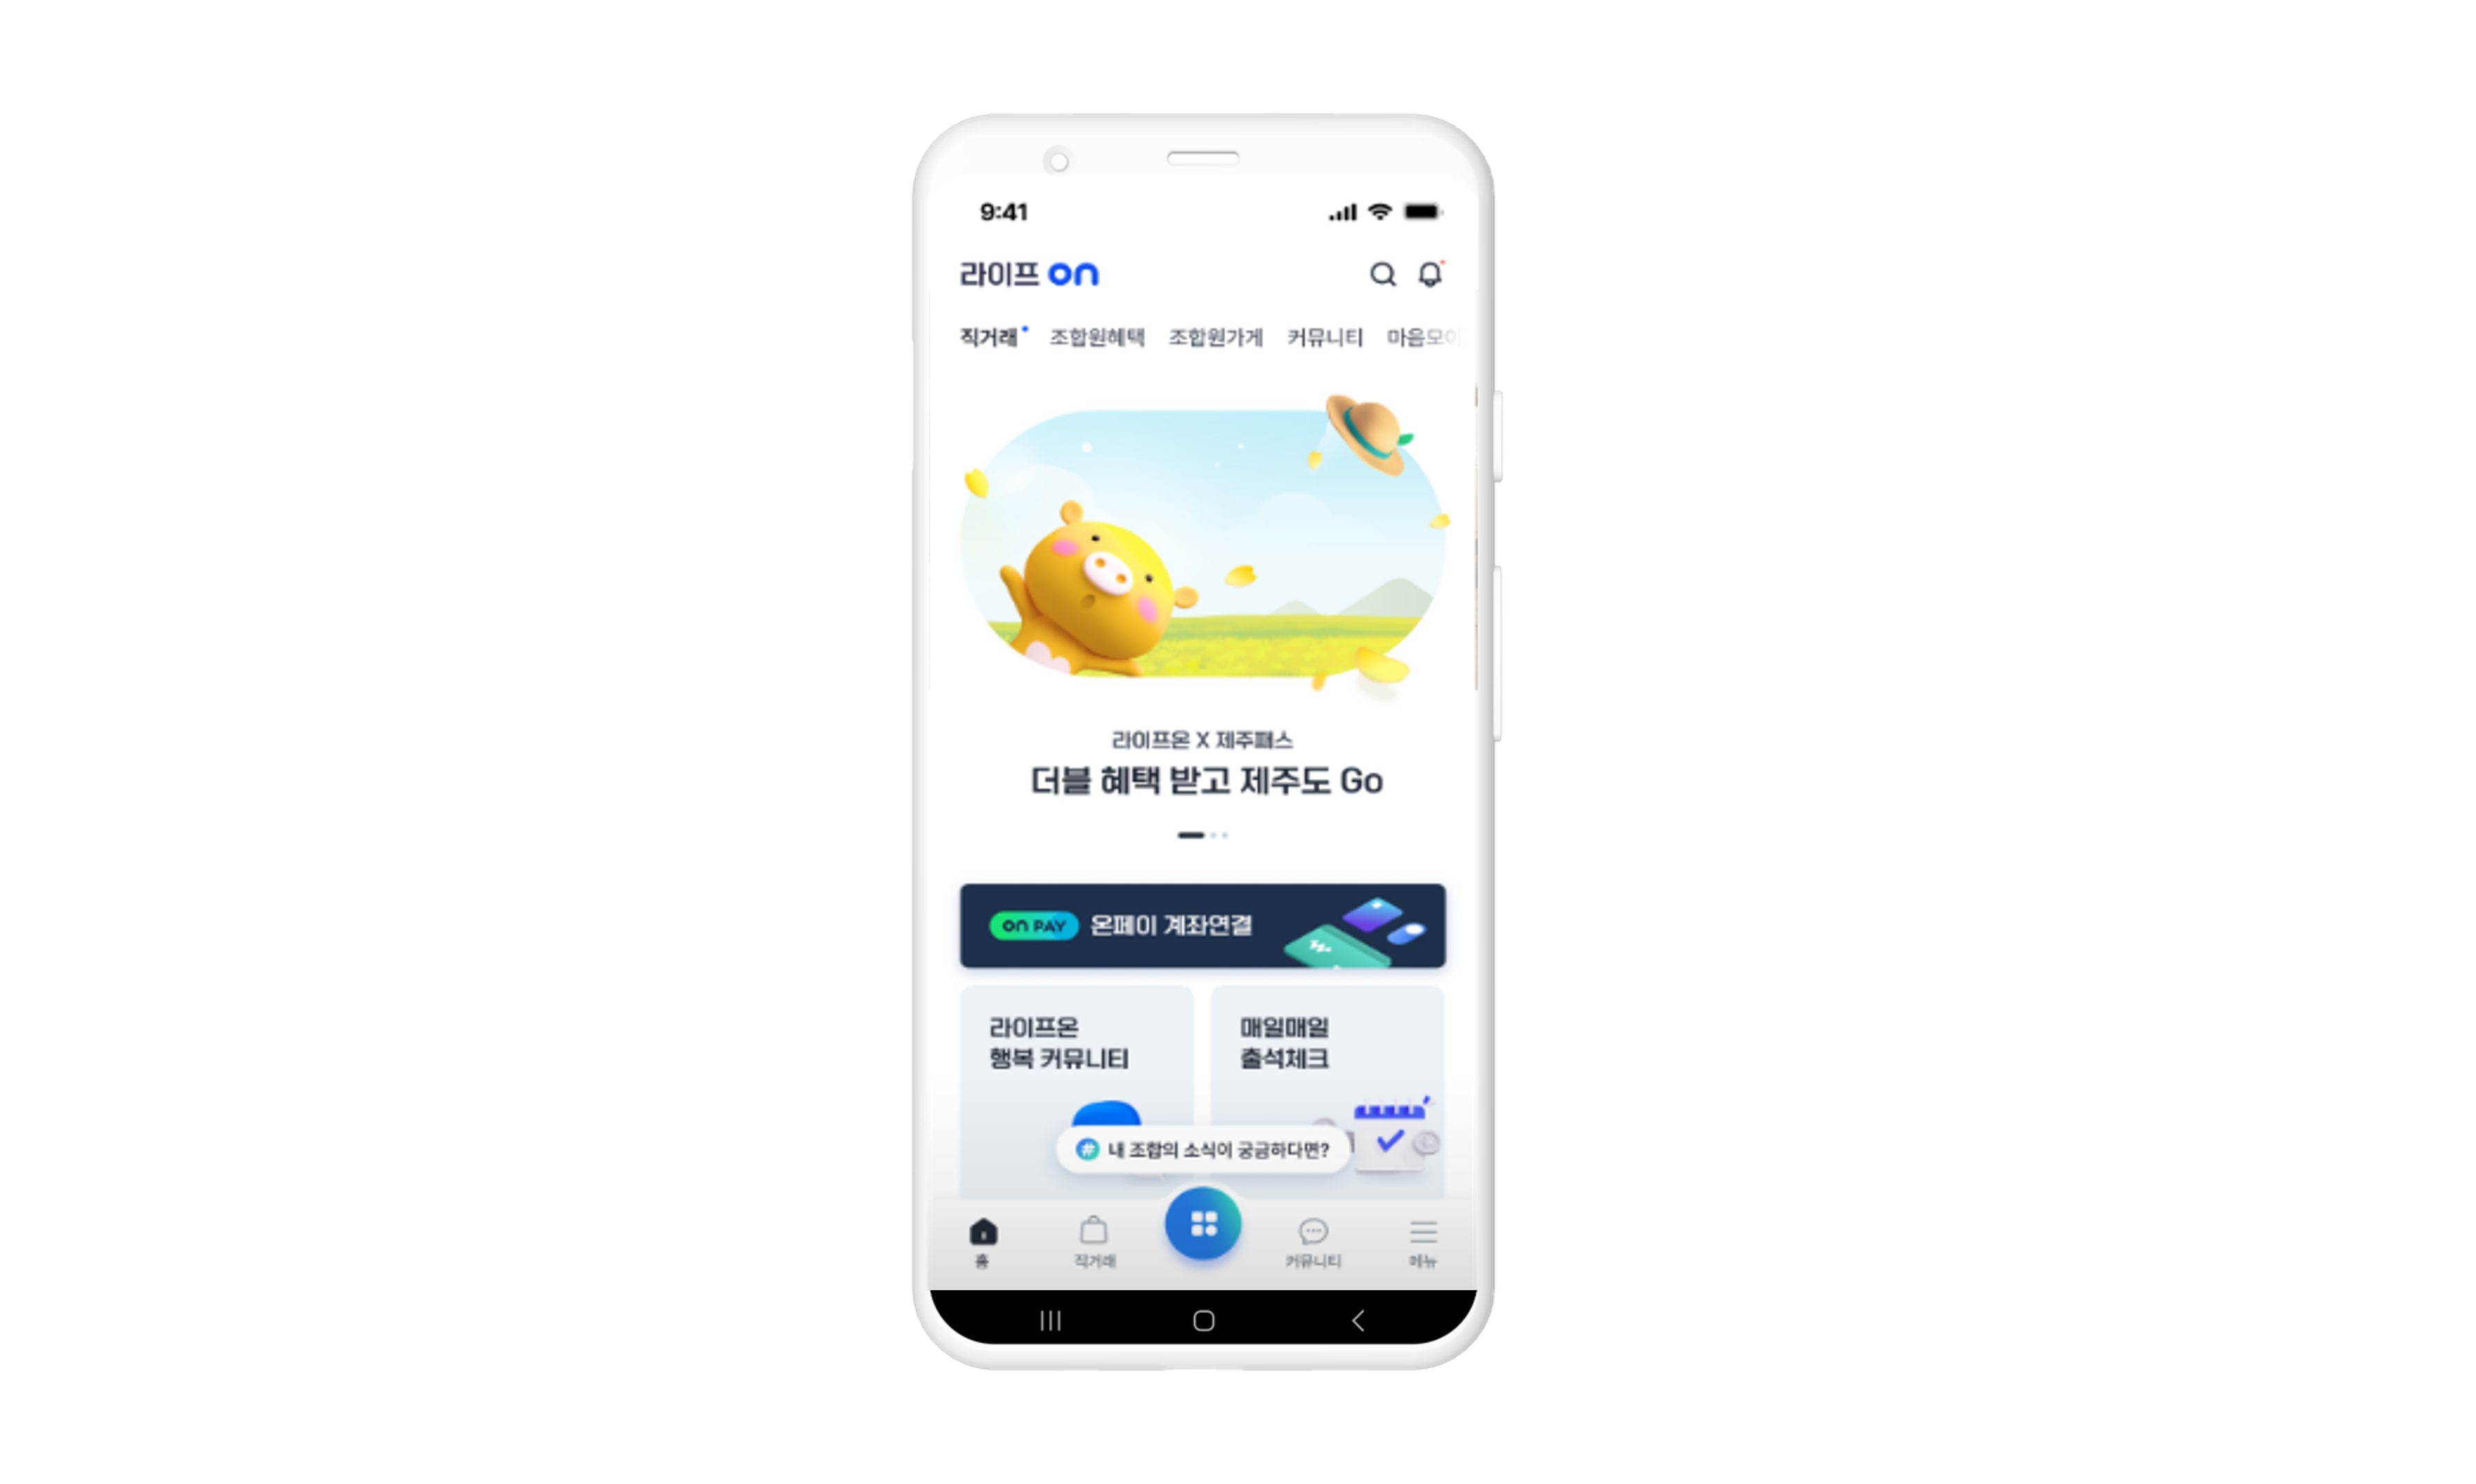 9:41
라이프 on
직거래 조합원혜택 조합원가게 커뮤니티 마음모이
라이프온 X 제주패스
더블 혜택 받고 제주도 Go
on PAY 온페이 계좌연결
라이프온
행복 커뮤니티
매일매일
출석체크
# 내 조합의 소식이 궁금하다면?
홈 직거래 커뮤니티 메뉴